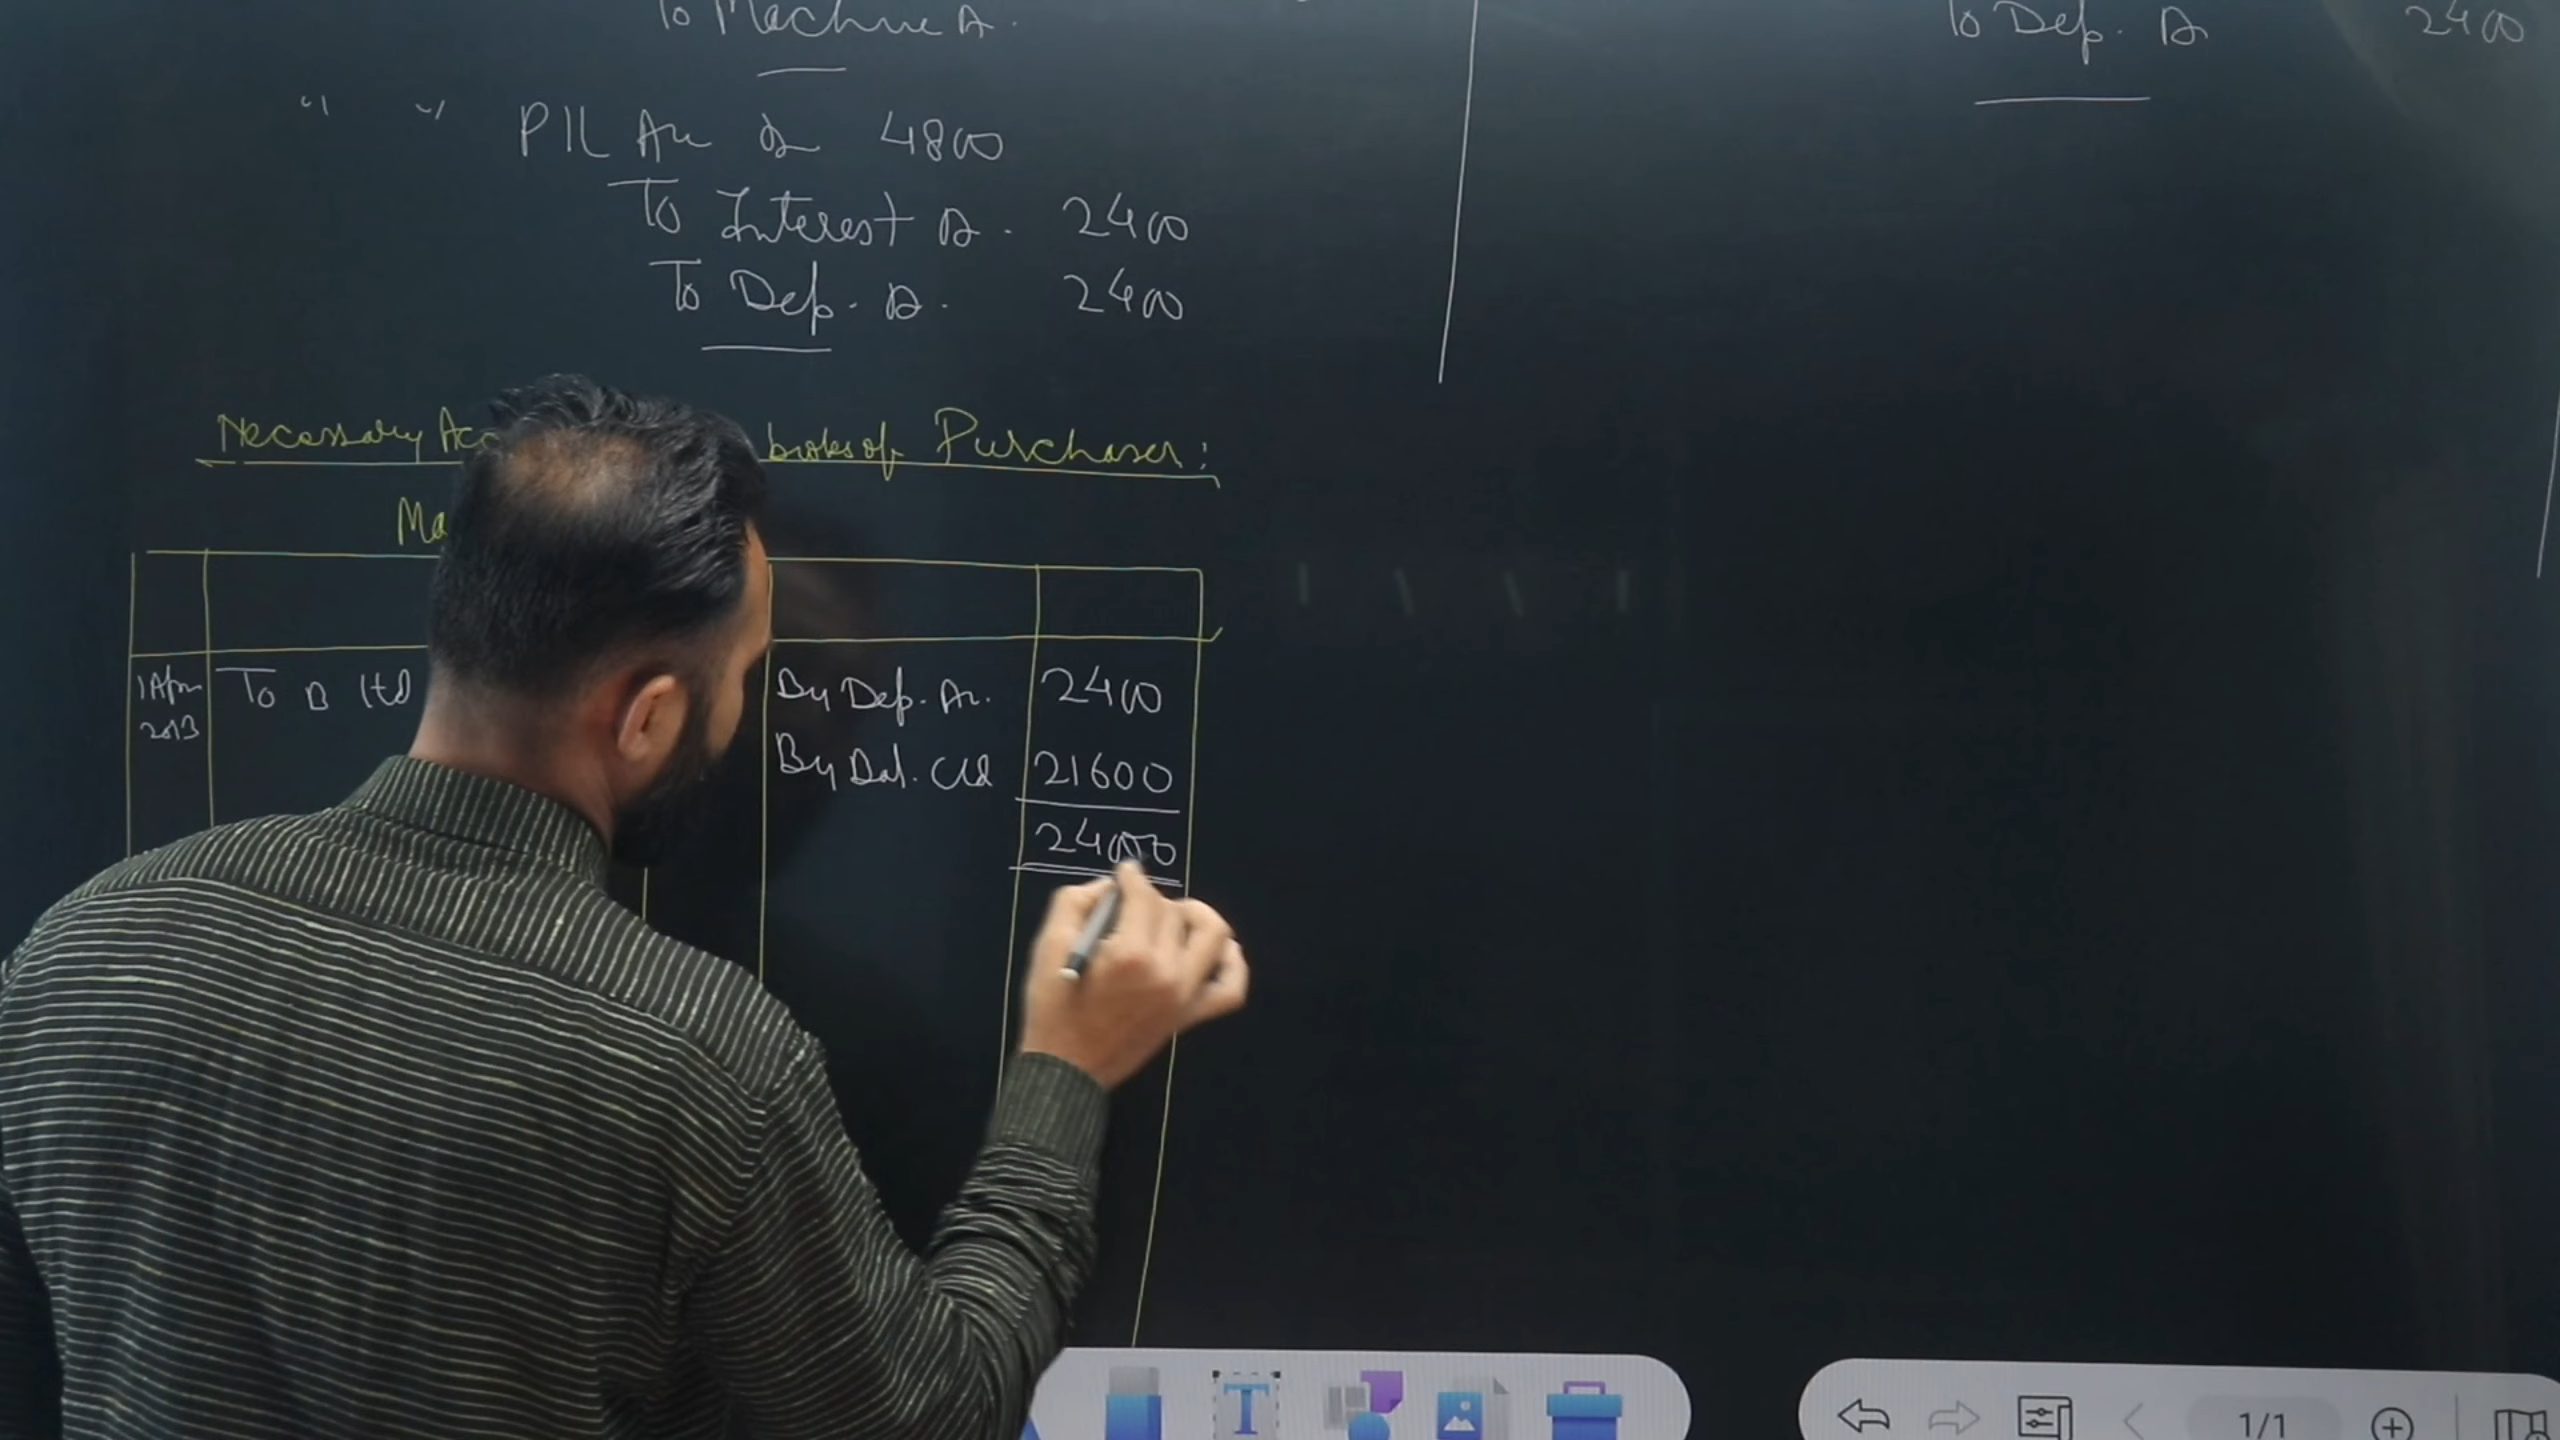 To Machine A.
To Dep. A 2400
" " P/L A/c Dr 4800
To Interest A. 2400
To Dep. A. 2400
Necessary Acc books of Purchaser:
Ma
1 Apr 2013 To B ltd By Dep. A/c. 2400
By Bal. C/d 21600
24000
T
1/1